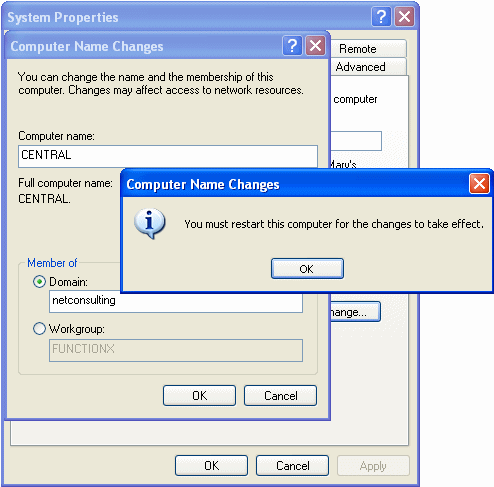 System Properties
Computer Name Changes
Remote
Advanced
You can change the name and the membership of this
computer. Changes may affect access to network resources.
computer
Computer name:
CENTRAL
Mary's
Full computer name:
CENTRAL.
Computer Name Changes
You must restart this computer for the changes to take effect.
OK
Member of
Domain:
netconsulting
hange...
Workgroup:
FUNCTIONX
OK
Cancel
OK
Cancel
Apply